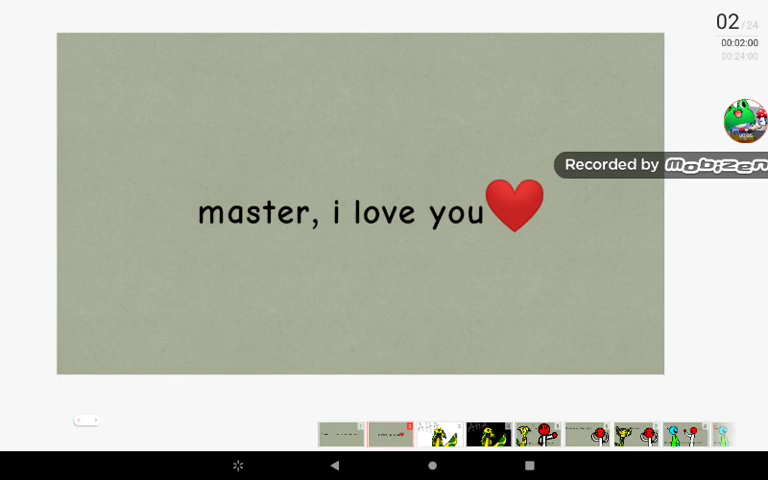 02/24
00:02:00
00:24:00
Recorded by mobizen
master, i love you❤️